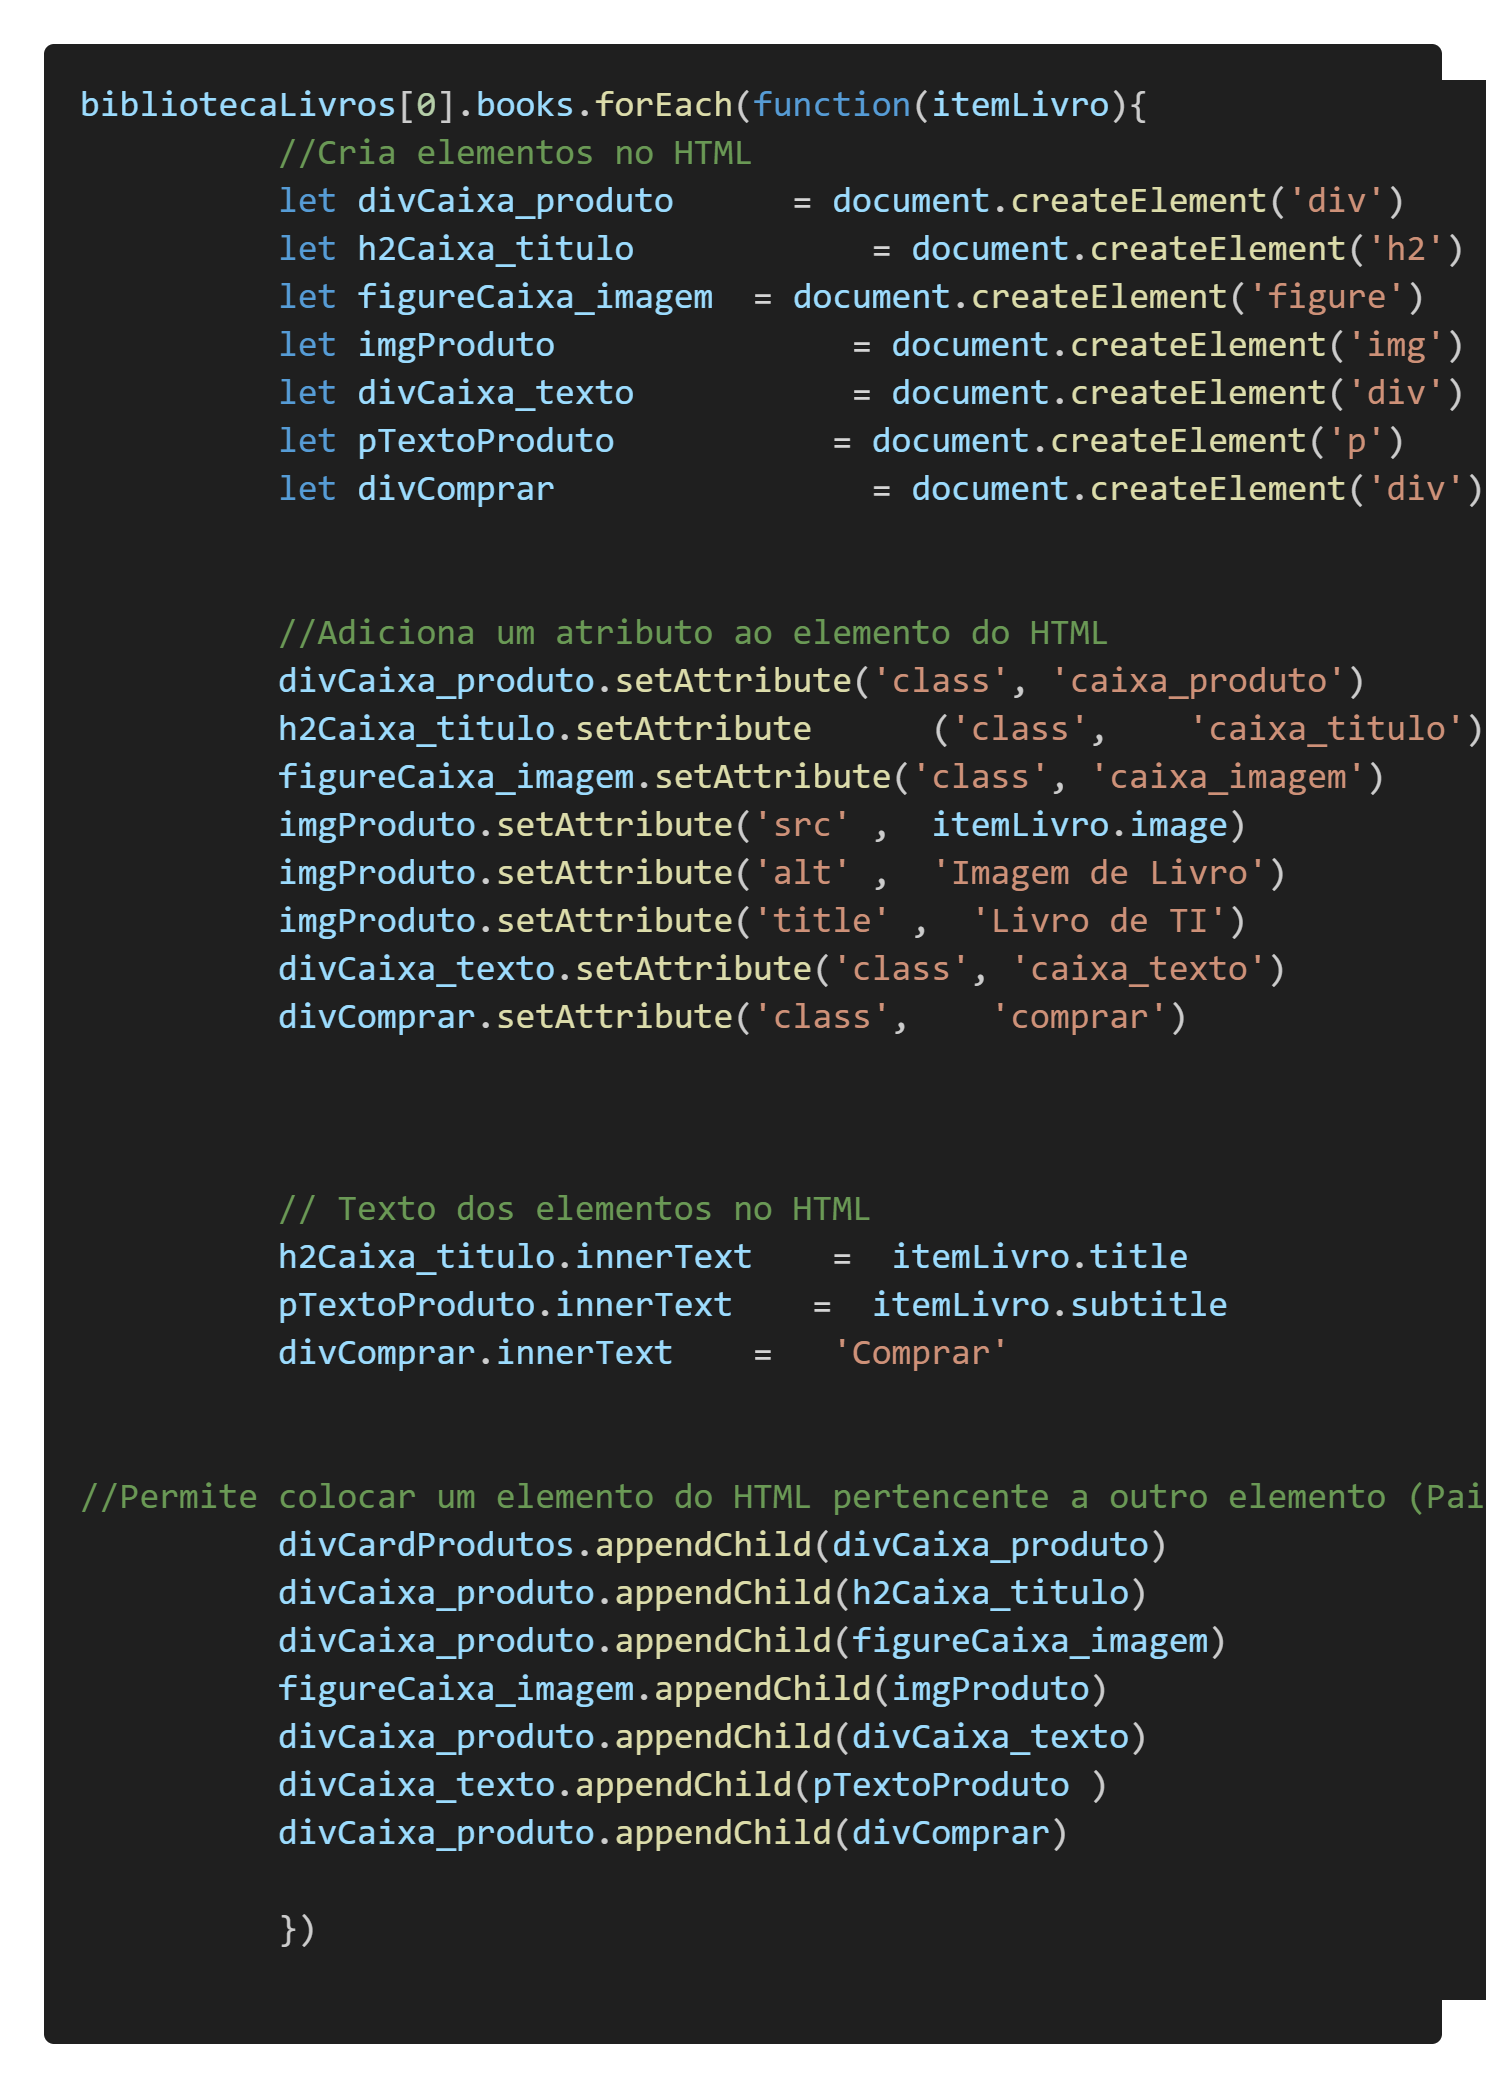 bibliotecaLivros[0].books.forEach(function(itemLivro){
//Cria elementos no HTML
let divCaixa_produto      = document.createElement('div')
let h2Caixa_titulo            = document.createElement('h2')
let figureCaixa_imagem  = document.createElement('figure')
let imgProduto               = document.createElement('img')
let divCaixa_texto           = document.createElement('div')
let pTextoProduto           = document.createElement('p')
let divComprar                = document.createElement('div')
//Adiciona um atributo ao elemento do HTML
divCaixa_produto.setAttribute('class', 'caixa_produto')
h2Caixa_titulo.setAttribute      ('class',    'caixa_titulo')
figureCaixa_imagem.setAttribute('class', 'caixa_imagem')
imgProduto.setAttribute('src' ,  itemLivro.image)
imgProduto.setAttribute('alt' ,  'Imagem de Livro')
imgProduto.setAttribute('title' ,  'Livro de TI')
divCaixa_texto.setAttribute('class', 'caixa_texto')
divComprar.setAttribute('class',    'comprar')
// Texto dos elementos no HTML
h2Caixa_titulo.innerText    =  itemLivro.title
pTextoProduto.innerText    =  itemLivro.subtitle
divComprar.innerText    =   'Comprar'
//Permite colocar um elemento do HTML pertencente a outro elemento (Pai
divCardProdutos.appendChild(divCaixa_produto)
divCaixa_produto.appendChild(h2Caixa_titulo)
divCaixa_produto.appendChild(figureCaixa_imagem)
figureCaixa_imagem.appendChild(imgProduto)
divCaixa_produto.appendChild(divCaixa_texto)
divCaixa_texto.appendChild(pTextoProduto )
divCaixa_produto.appendChild(divComprar)
})